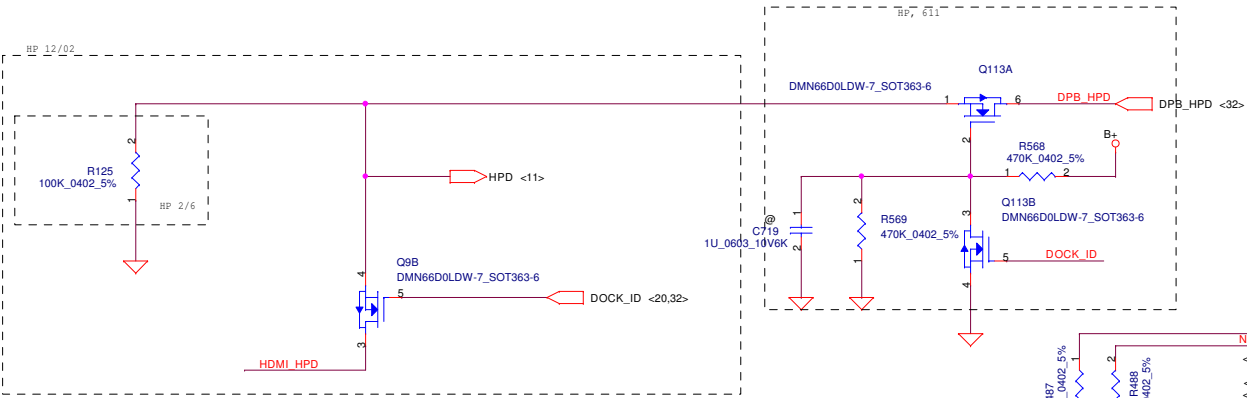 HP, 611
HP 12/02
Q113A
DMN66D0LDW-7_SOT363-6
1
6
DPB_HPD
DPB_HPD <32>
2
B+
2
R568
470K_0402_5%
R125
100K_0402_5%
1
2
HPD <11>
1
HP 2/6
Q113B
DMN66D0LDW-7_SOT363-6
3
1
@
C719
1U_0603_10V6K
2
2
R569
470K_0402_5%
1
5
DOCK_ID
4
Q9B
DMN66D0LDW-7_SOT363-6
4
5
DOCK_ID <20,32>
3
HDMI_HPD
N
1
2
R488